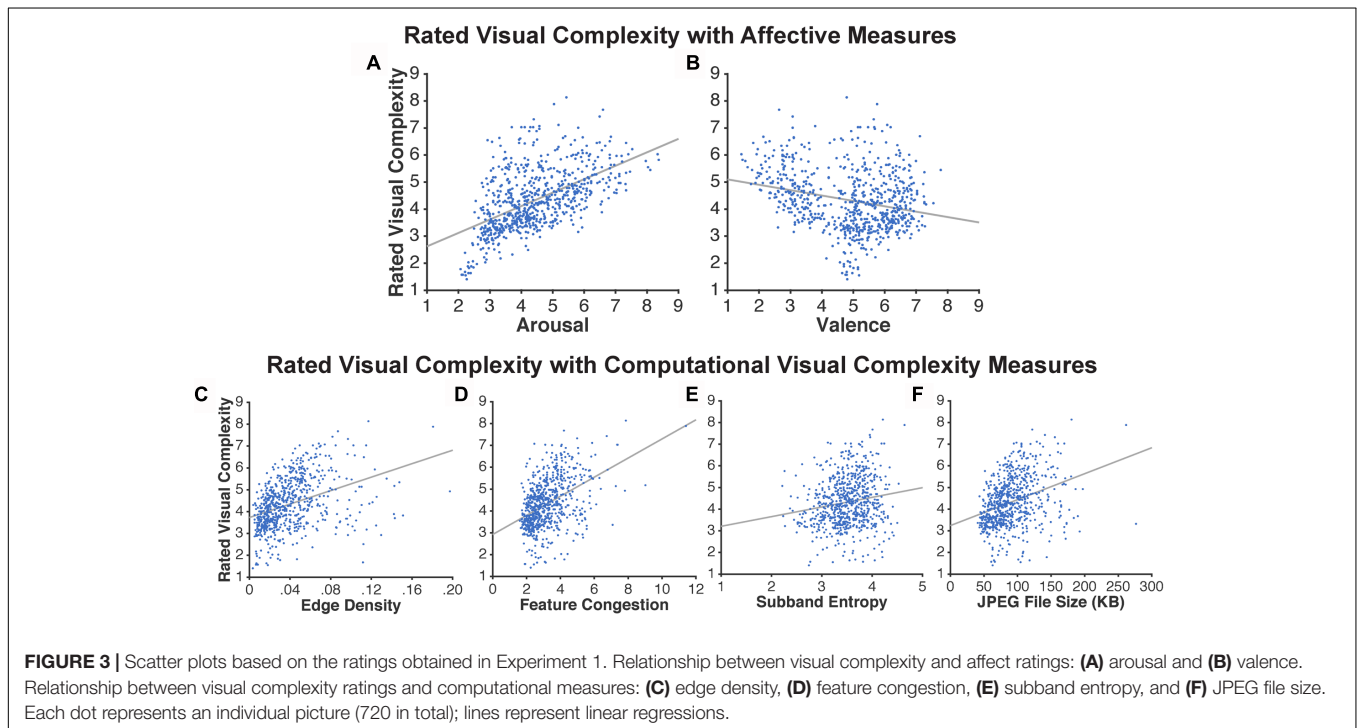 Rated Visual Complexity with Affective Measures
A
B
Rated Visual Complexity
9
8
7
6
5
4
3
2
1
1 2 3 4 5 6 7 8 9
Arousal
9
8
7
6
5
4
3
2
1
1 2 3 4 5 6 7 8 9
Valence
Rated Visual Complexity with Computational Visual Complexity Measures
C
D
E
F
Rated Visual Complexity
9
8
7
6
5
4
3
2
1
0 .04 .08 .12 .16 .20
Edge Density
9
8
7
6
5
4
3
2
1
0 2 4 6 8 10 12
Feature Congestion
9
8
7
6
5
4
3
2
1
1 2 3 4 5
Subband Entropy
9
8
7
6
5
4
3
2
1
0 50 100 150 200 250 300
JPEG File Size (KB)
FIGURE 3 | Scatter plots based on the ratings obtained in Experiment 1. Relationship between visual complexity and affect ratings: (A) arousal and (B) valence.
Relationship between visual complexity ratings and computational measures: (C) edge density, (D) feature congestion, (E) subband entropy, and (F) JPEG file size.
Each dot represents an individual picture (720 in total); lines represent linear regressions.